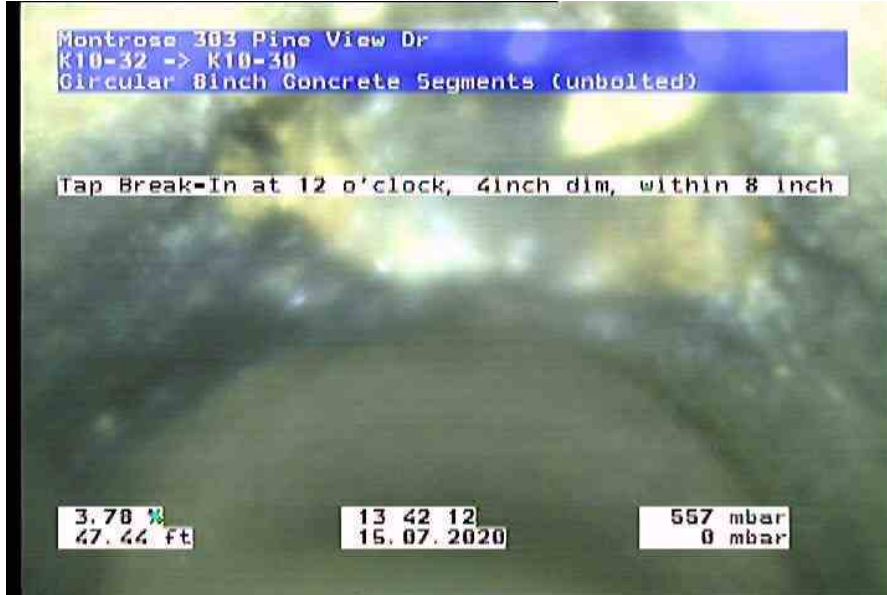 Montrose 303 Pine View Dr
K10-32 -> K10-30
Circular 8inch Concrete Segments (unbolted)
Tap Break-In at 12 o'clock, 4inch dim, within 8 inch
3.70 %
47.44 ft
13 42 12
15.07.2020
557 mbar
0 mbar